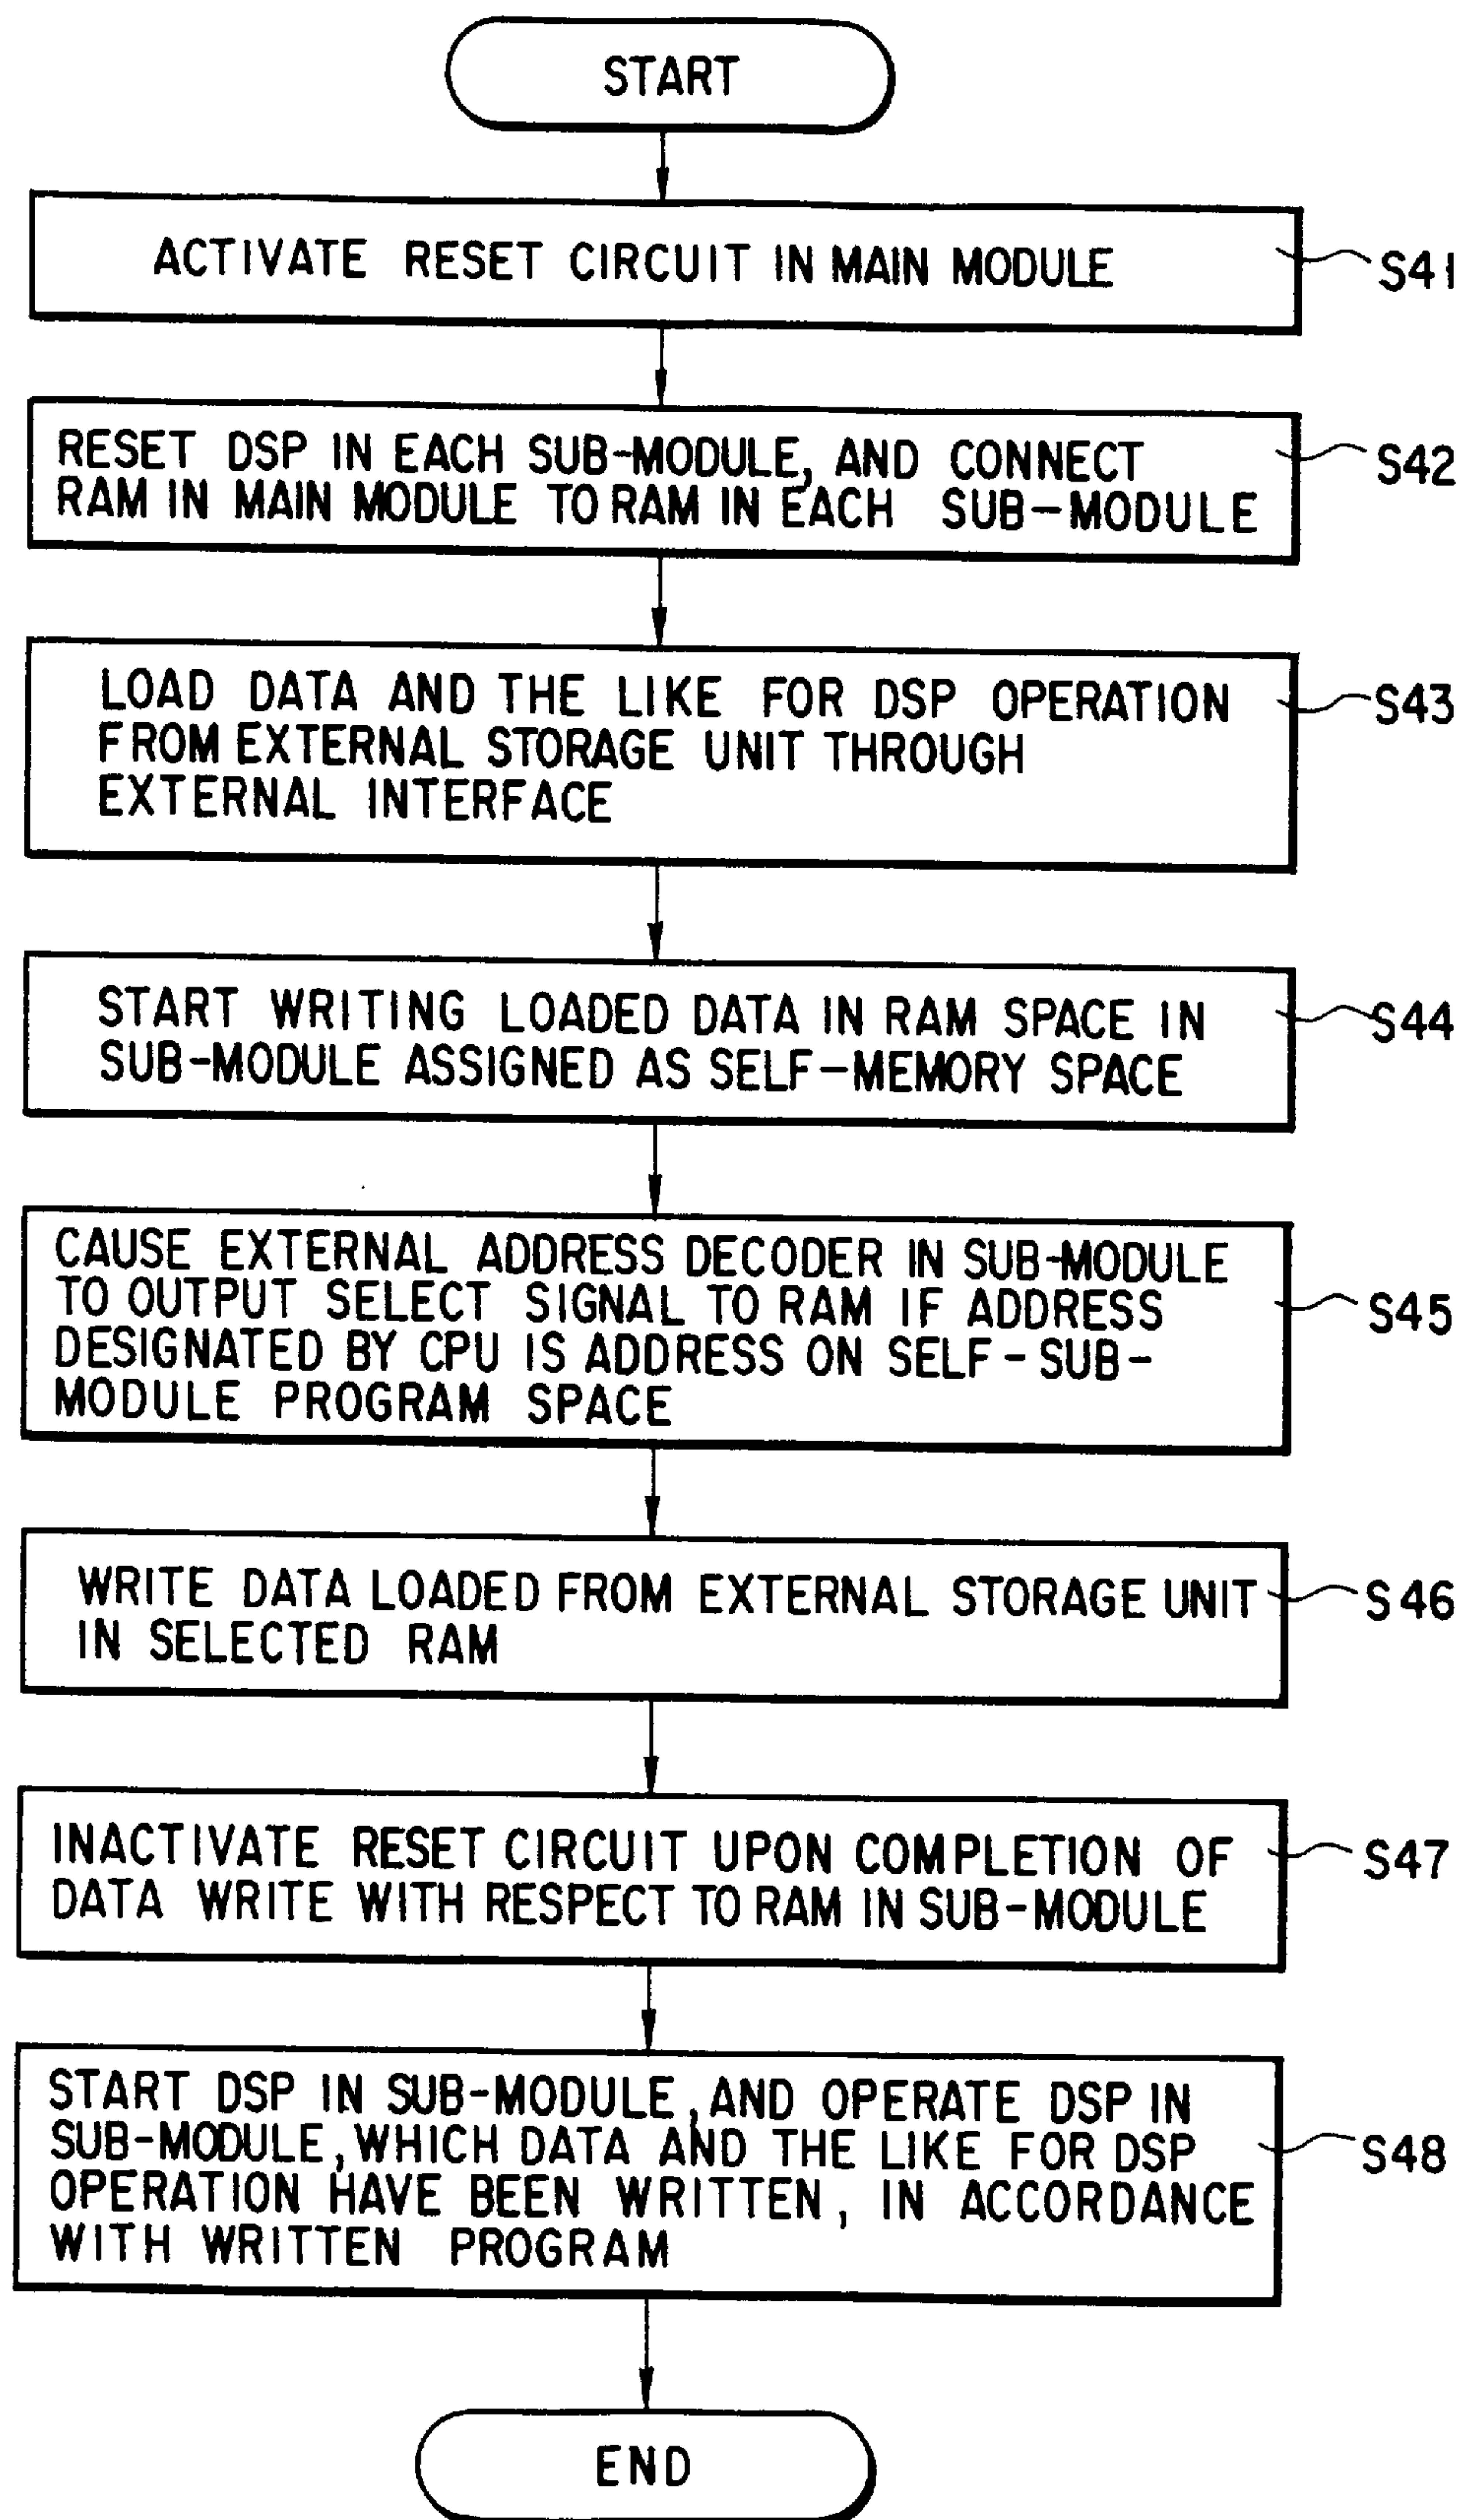 START
ACTIVATE RESET CIRCUIT IN MAIN MODULE
S41
RESET DSP IN EACH SUB-MODULE, AND CONNECT
RAM IN MAIN MODULE TO RAM IN EACH SUB-MODULE
S42
LOAD DATA AND THE LIKE FOR DSP OPERATION
FROM EXTERNAL STORAGE UNIT THROUGH
EXTERNAL INTERFACE
S43
START WRITING LOADED DATA IN RAM SPACE IN
SUB-MODULE ASSIGNED AS SELF-MEMORY SPACE
S44
CAUSE EXTERNAL ADDRESS DECODER IN SUB-MODULE
TO OUTPUT SELECT SIGNAL TO RAM IF ADDRESS
DESIGNATED BY CPU IS ADDRESS ON SELF-SUB-
MODULE PROGRAM SPACE
S45
WRITE DATA LOADED FROM EXTERNAL STORAGE UNIT
IN SELECTED RAM
S46
INACTIVATE RESET CIRCUIT UPON COMPLETION OF
DATA WRITE WITH RESPECT TO RAM IN SUB-MODULE
S47
START DSP IN SUB-MODULE, AND OPERATE DSP IN
SUB-MODULE, WHICH DATA AND THE LIKE FOR DSP
OPERATION HAVE BEEN WRITTEN, IN ACCORDANCE
WITH WRITTEN PROGRAM
S48
END